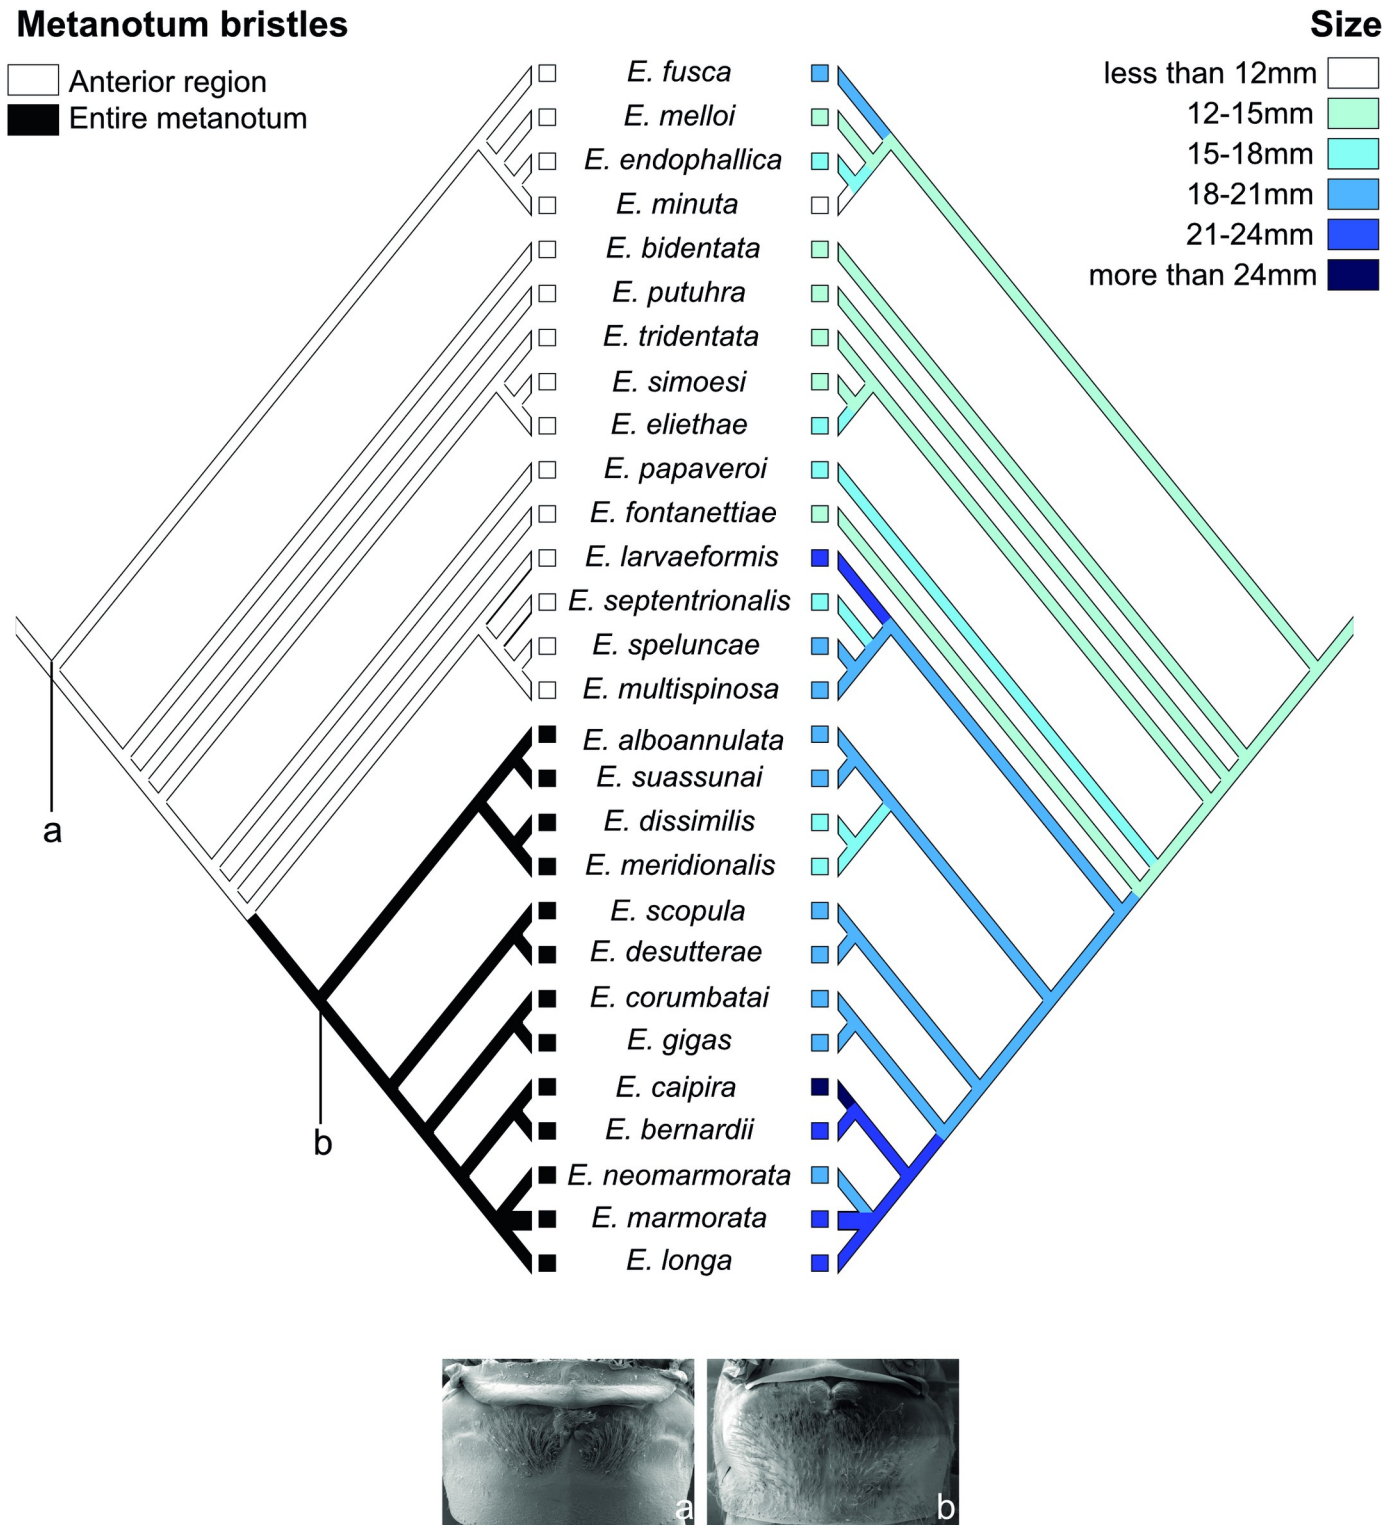 Metanotum bristles
Anterior region
Entire metanotum
Size
less than 12mm
12-15mm
15-18mm
18-21mm
21-24mm
more than 24mm
E. fusca
E. melloi
E. endophallica
E. minuta
E. bidentata
E. putuhra
E. tridentata
E. simoesi
E. eliethae
E. papaveroi
E. fontanettiae
E. larvaeformis
E. septentrionalis
E. speluncae
E. multispinosa
E. alboannulata
E. suassunai
E. dissimilis
E. meridionalis
E. scopula
E. desutterae
E. corumbatai
E. gigas
E. caipira
E. bernardii
E. neomarmorata
E. marmorata
E. longa
a
b
a
b